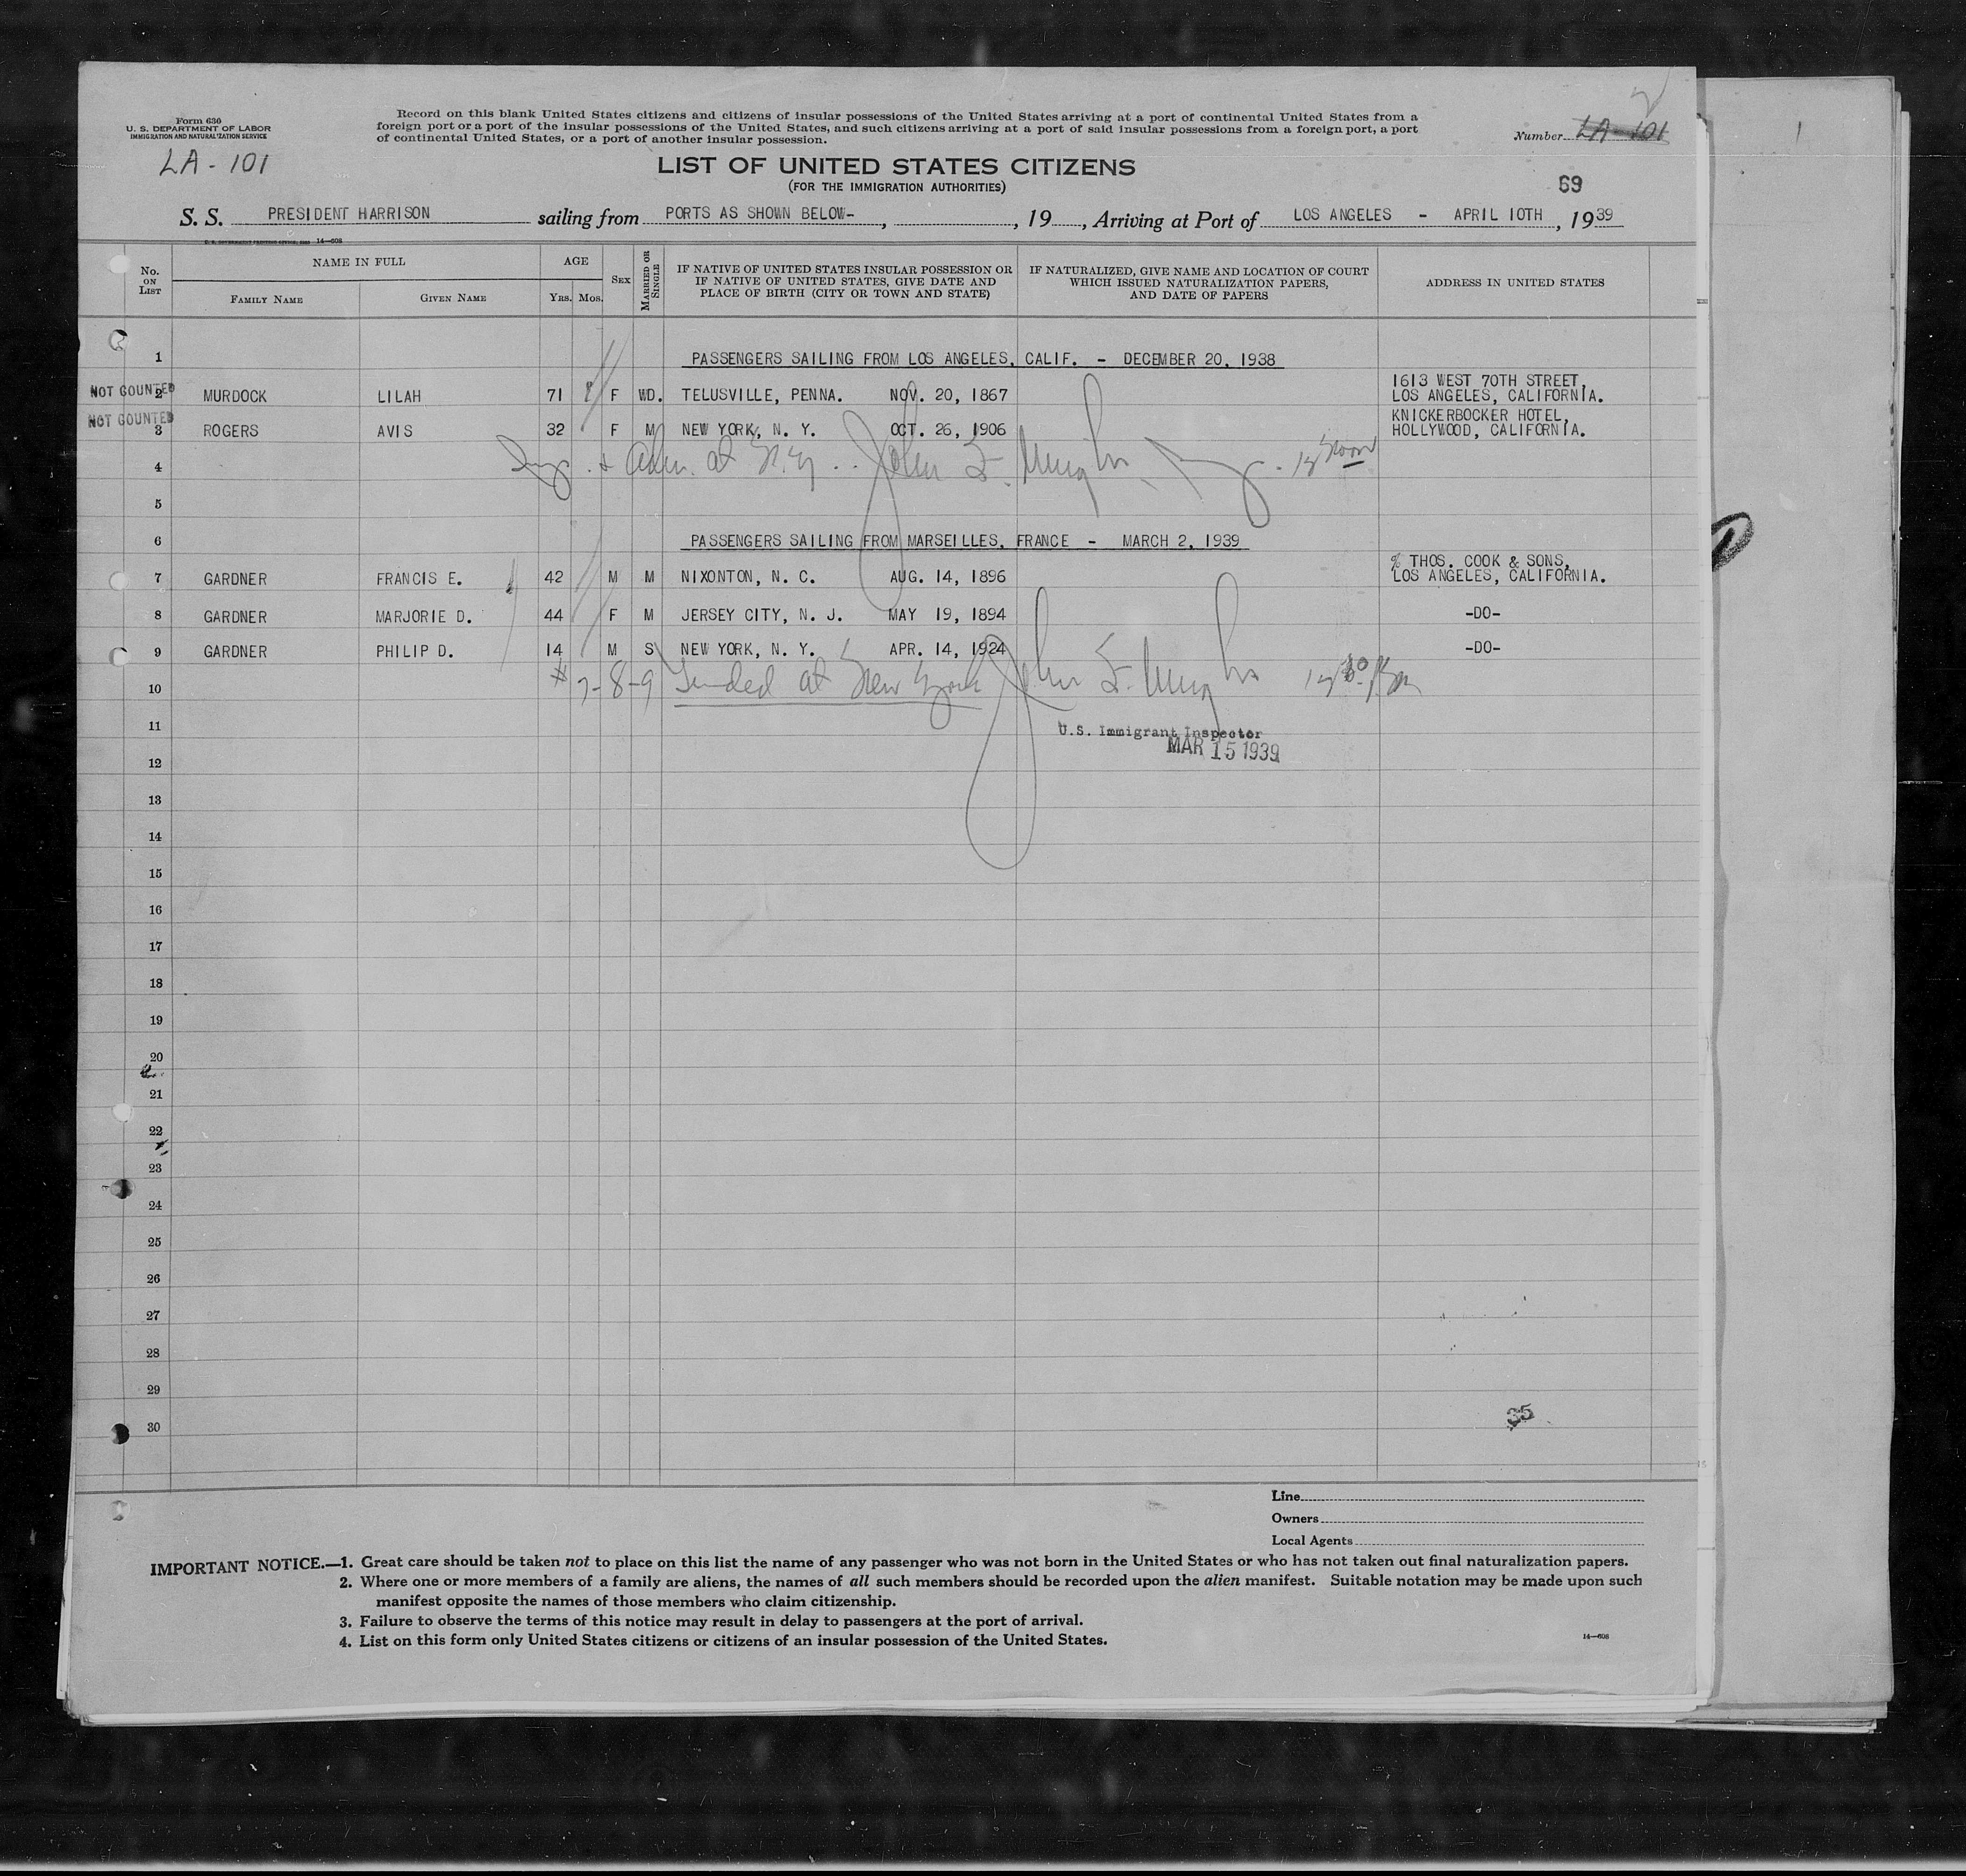 Form 630
U. S. DEPARTMENT OF LABOR
IMMIGRATION AND NATURALIZATION SERVICE
LA - 101
Record on this blank United States citizens and citizens of insular possessions of the United States arriving at a port of continental United States from a
foreign port or a port of the insular possessions of the United States, and such citizens arriving at a port of said insular possessions from a foreign port, a port
of continental United States, or a port of another insular possession.
Number LA-101
LIST OF UNITED STATES CITIZENS
(FOR THE IMMIGRATION AUTHORITIES)
69
S. S. PRESIDENT HARRISON sailing from PORTS AS SHOWN BELOW-, , 19 , Arriving at Port of LOS ANGELES - APRIL 10TH, 1939
14—608
No. ON LIST
NAME IN FULL
FAMILY NAME
GIVEN NAME
AGE
YRS. MOS.
SEX
MARRIED OR SINGLE
IF NATIVE OF UNITED STATES INSULAR POSSESSION OR
IF NATIVE OF UNITED STATES, GIVE DATE AND
PLACE OF BIRTH (CITY OR TOWN AND STATE)
IF NATURALIZED, GIVE NAME AND LOCATION OF COURT
WHICH ISSUED NATURALIZATION PAPERS,
AND DATE OF PAPERS
ADDRESS IN UNITED STATES
1 PASSENGERS SAILING FROM LOS ANGELES, CALIF. - DECEMBER 20, 1938
NOT COUNTED 2 MURDOCK LILAH 71 F WD. TELUSVILLE, PENNA. NOV. 20, 1867 1613 WEST 70TH STREET, LOS ANGELES, CALIFORNIA.
NOT COUNTED 3 ROGERS AVIS 32 F M NEW YORK, N. Y. OCT. 26, 1906 KNICKERBOCKER HOTEL, HOLLYWOOD, CALIFORNIA.
4 at N.Y. John
5
6 PASSENGERS SAILING FROM MARSEILLES, FRANCE - MARCH 2, 1939
7 GARDNER FRANCIS E. 42 M M NIXONTON, N. C. AUG. 14, 1896 % THOS. COOK & SONS, LOS ANGELES, CALIFORNIA.
8 GARDNER MARJORIE D. 44 F M JERSEY CITY, N. J. MAY 19, 1894 -DO-
9 GARDNER PHILIP D. 14 M S NEW YORK, N. Y. APR. 14, 1924 -DO-
10 # 7-8-9 Landed at New York John
11 U.S. Immigrant Inspector
MAR 15 1939
12
13
14
15
16
17
18
19
20
21
22
23
24
25
26
27
28
29
30
35
Line
Owners
Local Agents
IMPORTANT NOTICE.—1. Great care should be taken not to place on this list the name of any passenger who was not born in the United States or who has not taken out final naturalization papers.
2. Where one or more members of a family are aliens, the names of all such members should be recorded upon the alien manifest. Suitable notation may be made upon such
manifest opposite the names of those members who claim citizenship.
3. Failure to observe the terms of this notice may result in delay to passengers at the port of arrival.
4. List on this form only United States citizens or citizens of an insular possession of the United States.
14—608